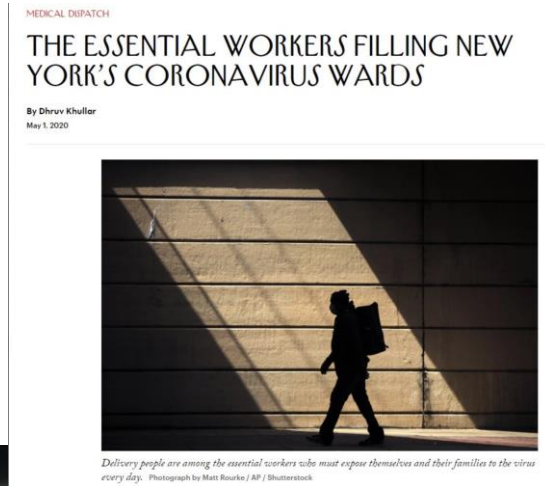 MEDICAL DISPATCH
THE ESSENTIAL WORKERS FILLING NEW
YORK'S CORONAVIRUS WARDS
By Dhruv Khullar
May 1, 2020
Delivery people are among the essential workers who must expose themselves and their families to the virus
every day. Photograph by Matt Rourke / AP / Shutterstock